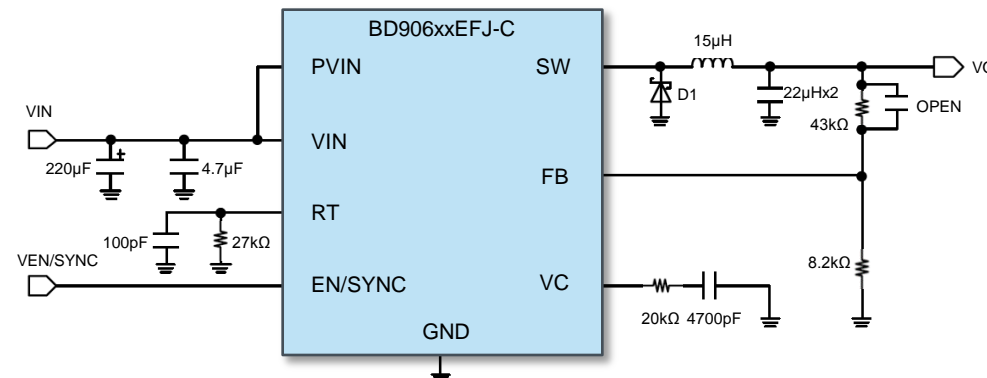 BD906xxEFJ-C
PVIN
SW
15µH
D1
22µHx2
43kΩ
OPEN
VIN
220µF
4.7µF
VIN
FB
RT
100pF
27kΩ
VEN/SYNC
EN/SYNC
VC
20kΩ
4700pF
8.2kΩ
GND